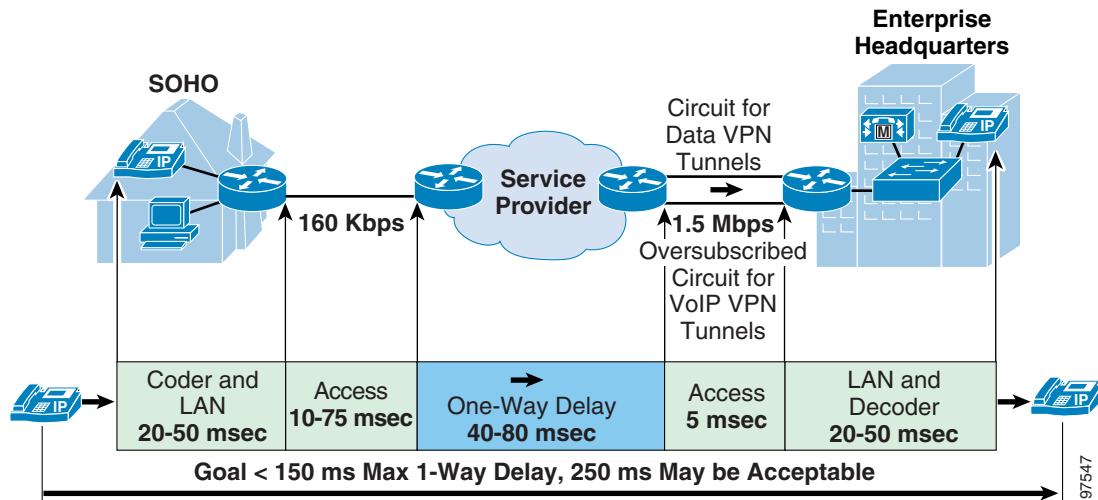 Enterprise
Headquarters
SOHO
IP
Circuit for
Data VPN
Tunnels
M
IP
Service
Provider
160 Kbps
1.5 Mbps
Oversubscribed
Circuit for
VoIP VPN
Tunnels
IP
Coder and
LAN
20-50 msec
Access
10-75 msec
One-Way Delay
40-80 msec
Access
5 msec
LAN and
Decoder
20-50 msec
IP
Goal < 150 ms Max 1-Way Delay, 250 ms May be Acceptable
97547